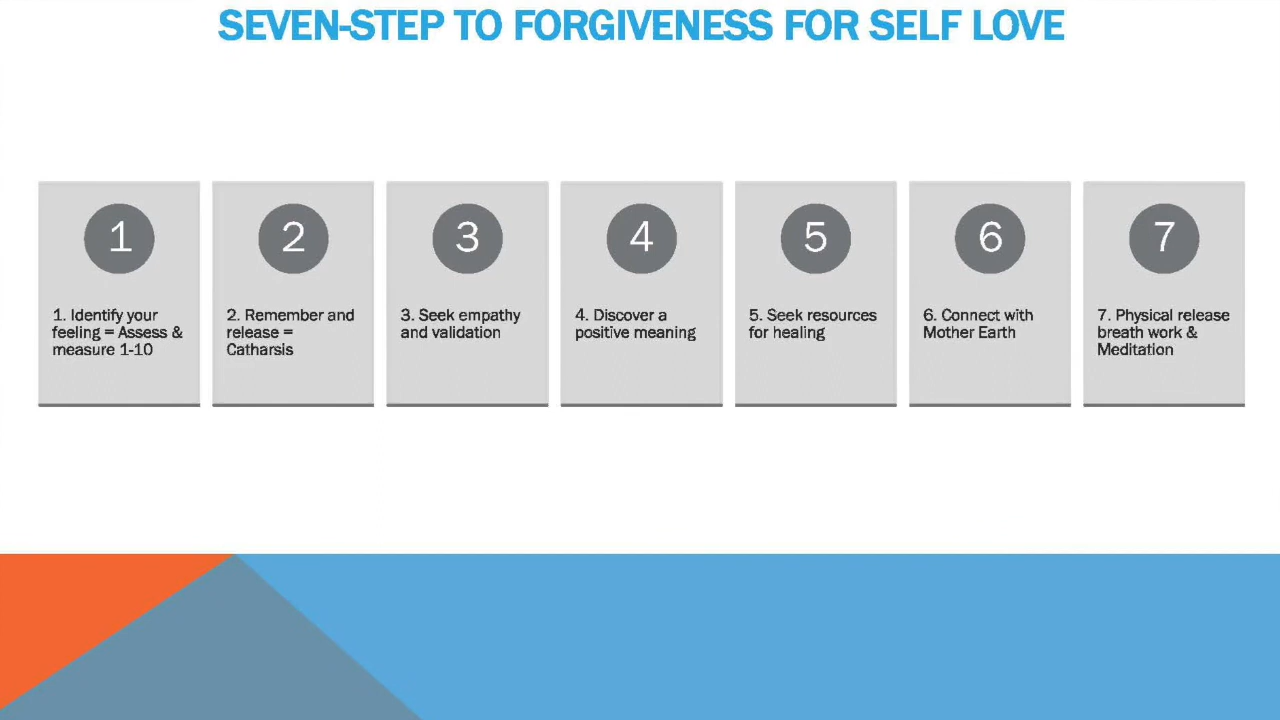 SEVEN-STEP TO FORGIVENESS FOR SELF LOVE
1
1. Identify your
feeling = Assess &
measure 1-10
2
2. Remember and
release =
Catharsis
3
3. Seek empathy
and validation
4
4. Discover a
positive meaning
5
5. Seek resources
for healing
6
6. Connect with
Mother Earth
7
7. Physical release
breath work &
Meditation